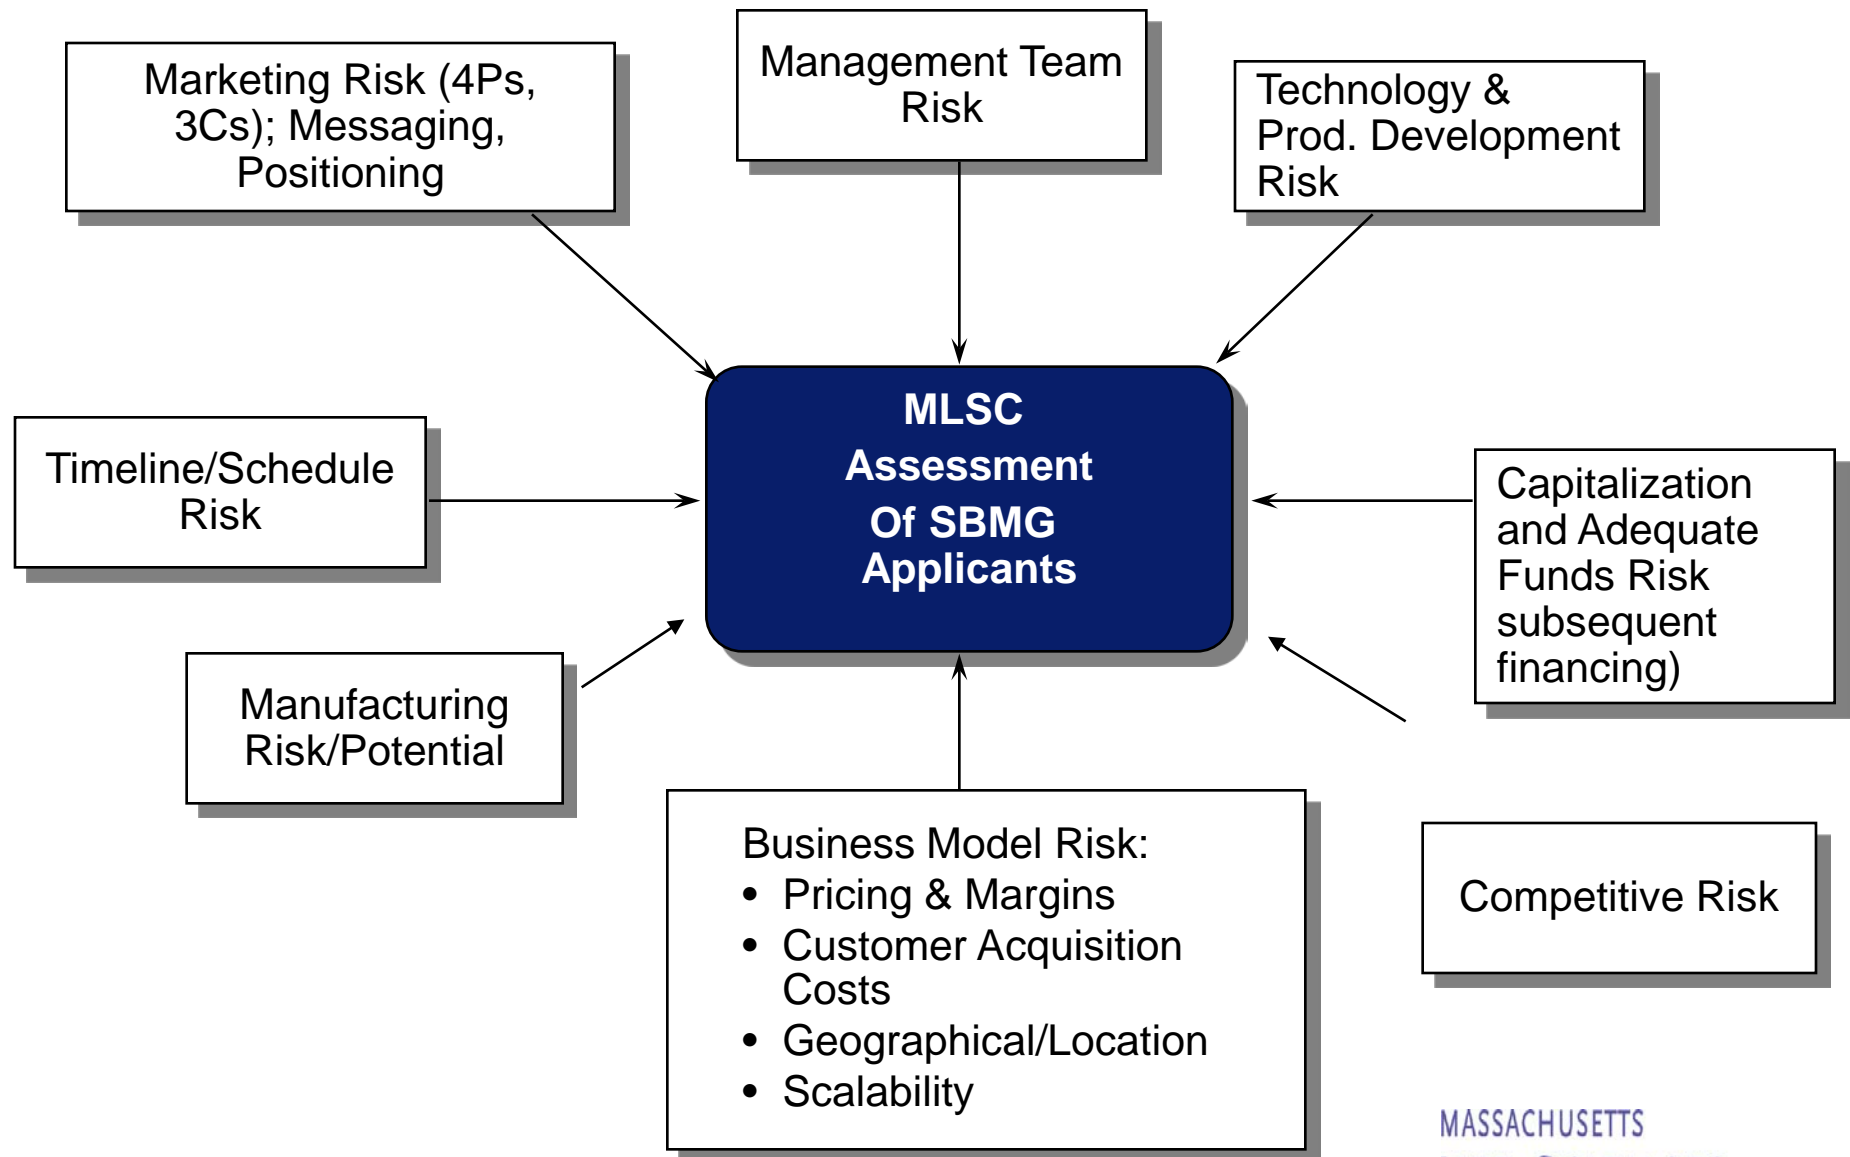 Marketing Risk (4Ps,
3Cs); Messaging,
Positioning
Management Team
Risk
Technology &
Prod. Development
Risk
MLSC
Assessment
Of SBMG
Applicants
Timeline/Schedule
Risk
Capitalization
and Adequate
Funds Risk
subsequent
financing)
Manufacturing
Risk/Potential
Business Model Risk:
• Pricing & Margins
• Customer Acquisition
Costs
• Geographical/Location
• Scalability
Competitive Risk
MASSACHUSETTS